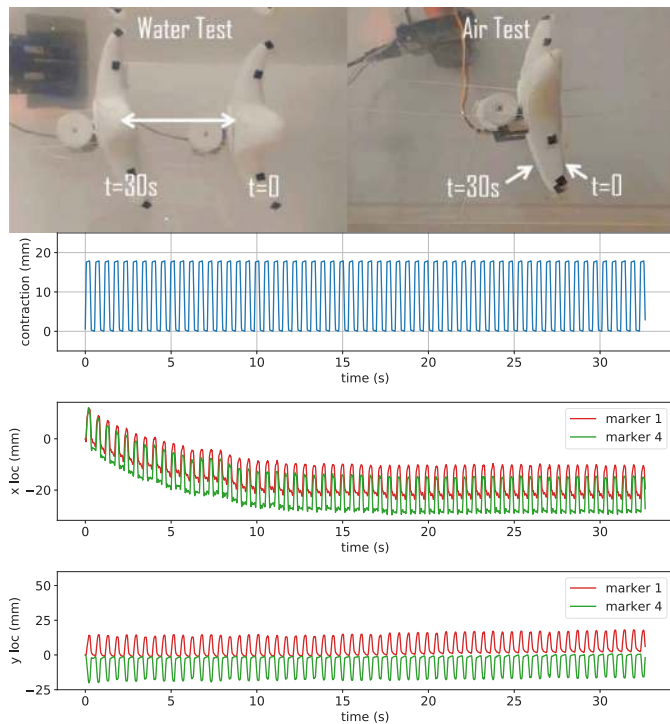 Water Test
Air Test
t=30s
t=0
t=30s
t=0
contraction (mm)
20
10
0
0
5
10
15
20
25
30
time (s)
x loc (mm)
0
−20
marker 1
marker 4
0
5
10
15
20
25
30
time (s)
y loc (mm)
50
25
0
−25
marker 1
marker 4
0
5
10
15
20
25
30
time (s)